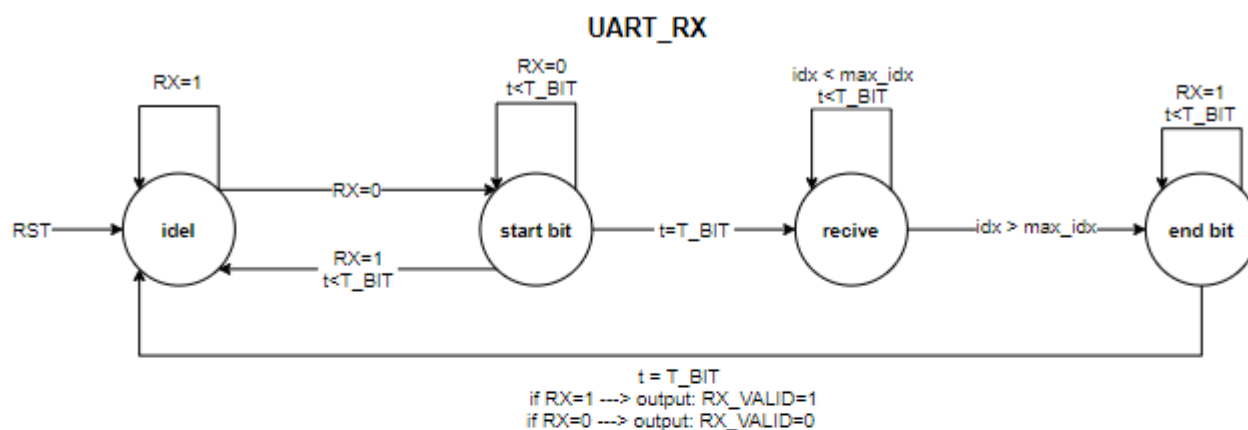 UART_RX
RX=1
RX=0
t<T_BIT
idx < max_idx
t<T_BIT
RX=1
t<T_BIT
RST
idel
RX=0
start bit
t=T_BIT
recive
idx > max_idx
end bit
RX=1
t<T_BIT
t = T_BIT
if RX=1 ---> output: RX_VALID=1
if RX=0 ---> output: RX_VALID=0